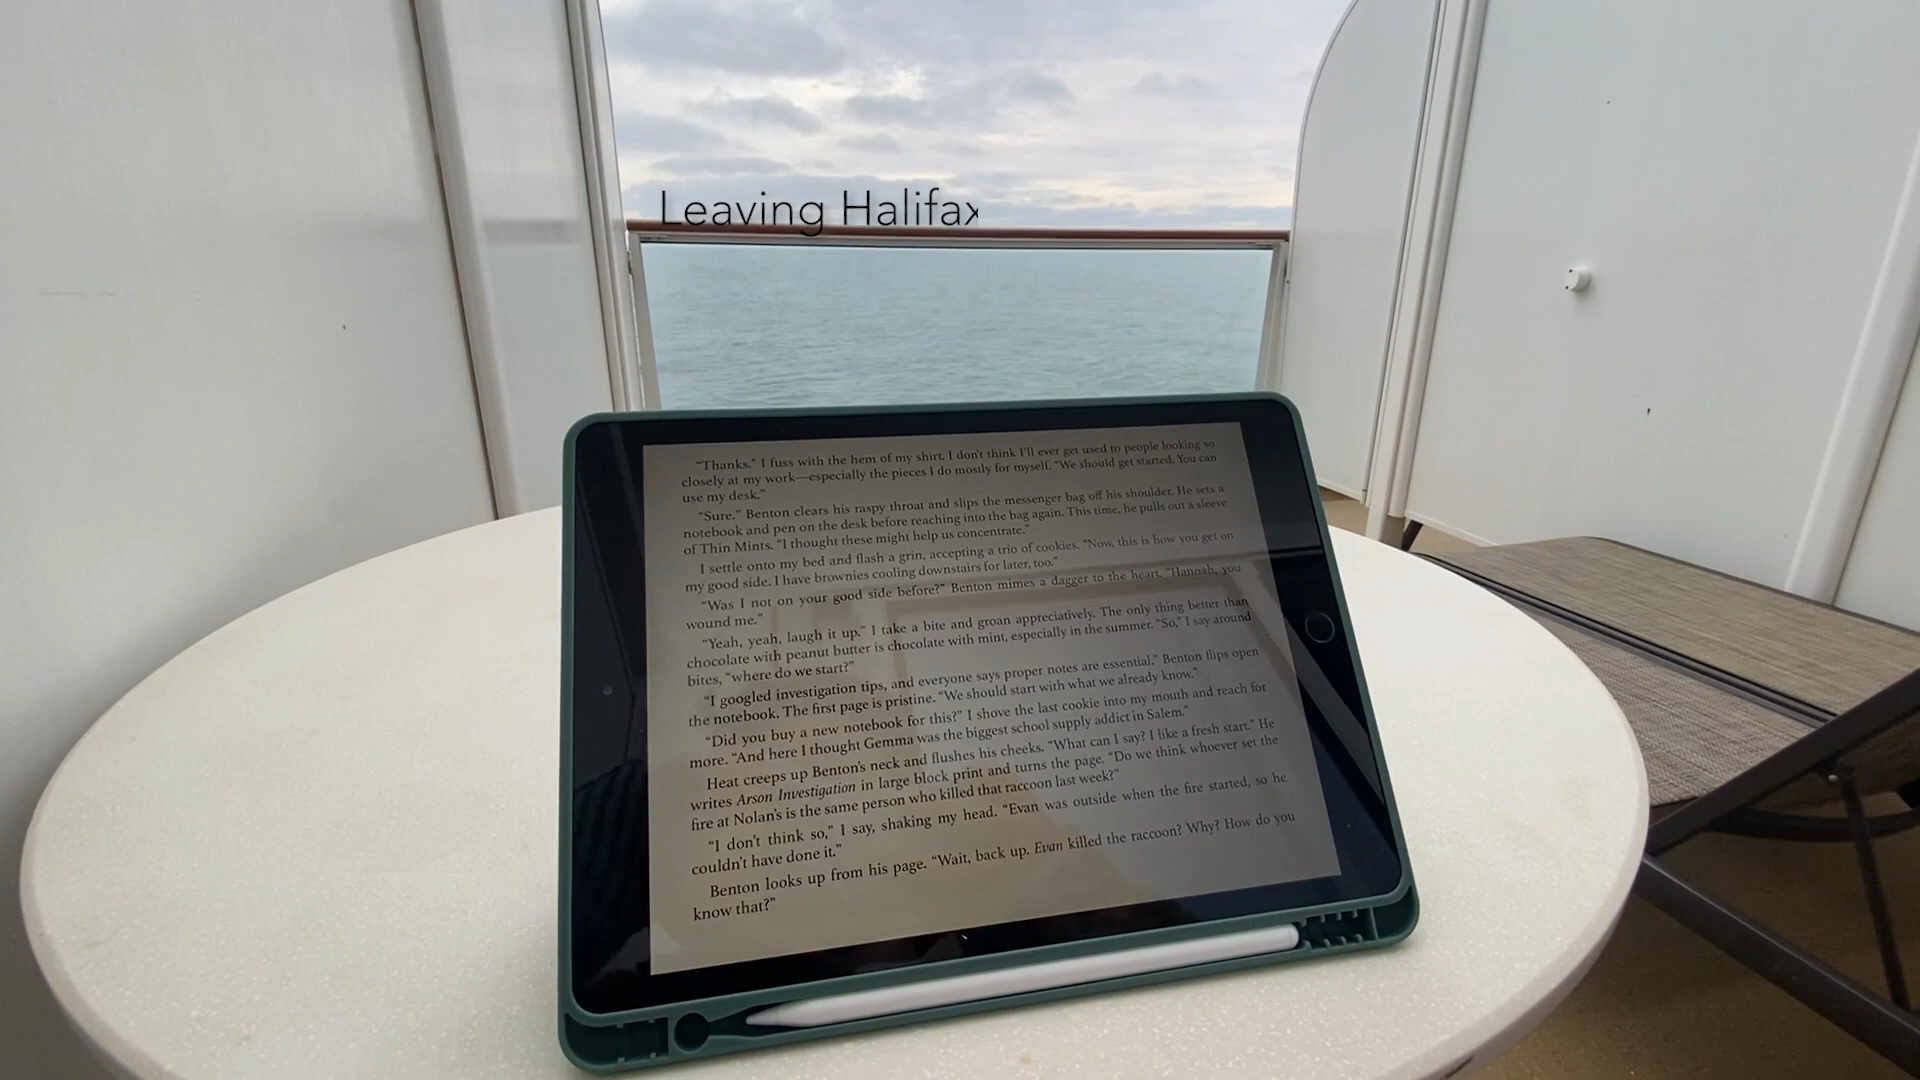 Leaving Halifax
“Thanks.” I fuss with the hem of my shirt. I don’t think I’ll ever get used to people looking so
closely at my work—especially the pieces I do mostly for myself. “We should get started. You can
use my desk.”
“Sure.” Benton clears his raspy throat and slips the messenger bag off his shoulder. He sets a
notebook and pen on the desk before reaching into the bag again. This time, he pulls out a sleeve
of Thin Mints. “I thought these might help us concentrate.”
I settle onto my bed and flash a grin, accepting a trio of cookies. “Now, this is how you get on
my good side. I have brownies cooling downstairs for later, too.”
“Was I not on your good side before?” Benton mimes a dagger to the heart. “Hannah, you
wound me.”
“Yeah, yeah, laugh it up.” I take a bite and groan appreciatively. The only thing better than
chocolate with peanut butter is chocolate with mint, especially in the summer. “So,” I say around
bites, “where do we start?”
“I googled investigation tips, and everyone says proper notes are essential.” Benton flips open
the notebook. The first page is pristine. “We should start with what we already know.”
“Did you buy a new notebook for this?” I shove the last cookie into my mouth and reach for
more. “And here I thought Gemma was the biggest school supply addict in Salem.”
Heat creeps up Benton’s neck and flushes his cheeks. “What can I say? I like a fresh start.” He
writes Arson Investigation in large block print and turns the page. “Do we think whoever set the
fire at Nolan’s is the same person who killed that raccoon last week?”
“I don’t think so,” I say, shaking my head. “Evan was outside when the fire started, so he
couldn’t have done it.”
Benton looks up from his page. “Wait, back up. Evan killed the raccoon? Why? How do you
know that?”